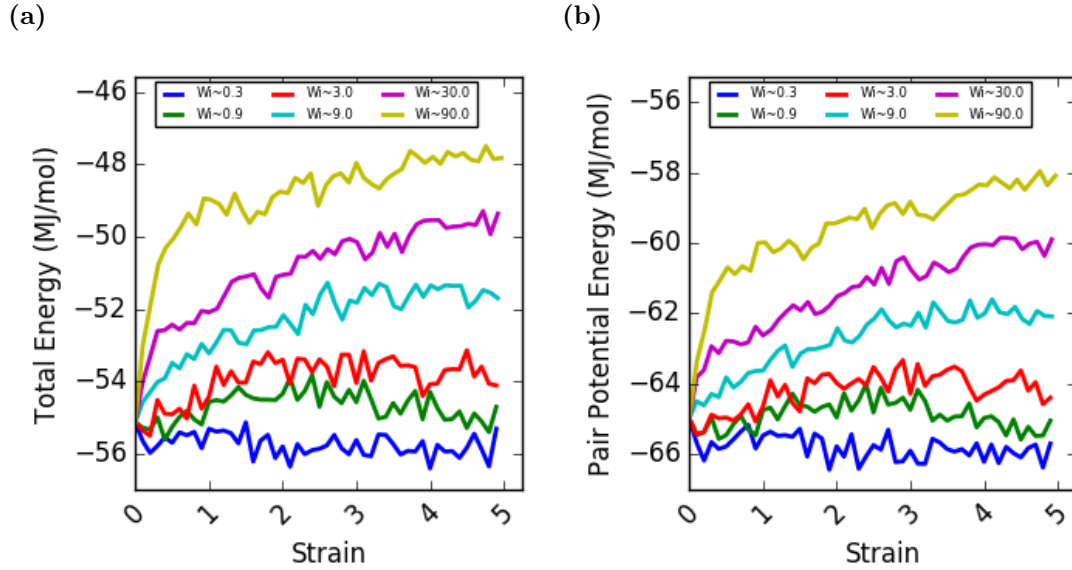 (a)
Total Energy (MJ/mol)
−46
−48
−50
−52
−54
−56
Wi~0.3 Wi~3.0 Wi~30.0
Wi~0.9 Wi~9.0 Wi~90.0
0 1 2 3 4 5
Strain
(b)
Pair Potential Energy (MJ/mol)
−56
−58
−60
−62
−64
−66
Wi~0.3 Wi~3.0 Wi~30.0
Wi~0.9 Wi~9.0 Wi~90.0
0 1 2 3 4 5
Strain